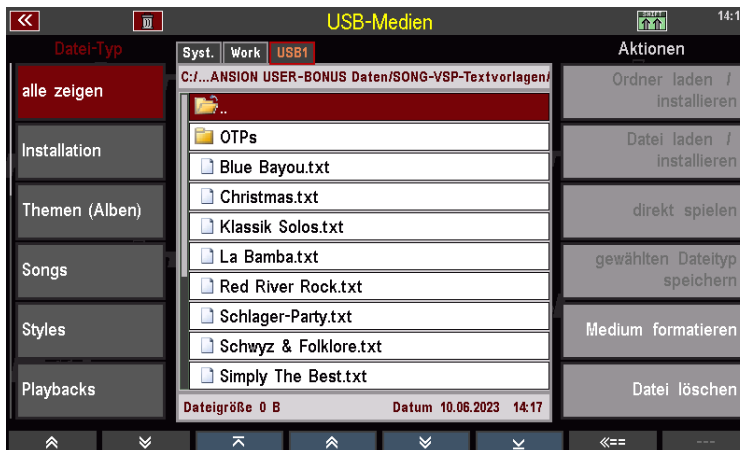 USB-Medien
SHIFT
14:1
Datei-Typ
Syst. Work USB1
Aktionen
C:/...ANSION USER-BONUS Daten/SONG-VSP-Textvorlagen/
alle zeigen
Installation
Themen (Alben)
Songs
Styles
Playbacks
..
OTPs
Blue Bayou.txt
Christmas.txt
Klassik Solos.txt
La Bamba.txt
Red River Rock.txt
Schlager-Party.txt
Schwyz & Folklore.txt
Simply The Best.txt
Dateigröße 0 B Datum 10.06.2023 14:17
Ordner laden /
installieren
Datei laden /
installieren
direkt spielen
gewählten Dateityp
speichern
Medium formatieren
Datei löschen
«==
---